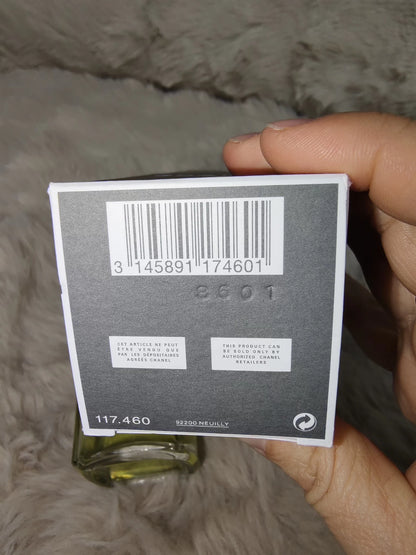 3 145891 174601
8601
CET ARTICLE NE PEUT
ÊTRE VENDU QUE
PAR LES DÉPOSITAIRES
AGRÉÉS CHANEL
THIS PRODUCT CAN
BE SOLD ONLY BY
AUTHORIZED CHANEL
RETAILERS
117.460
92200 NEUILLY